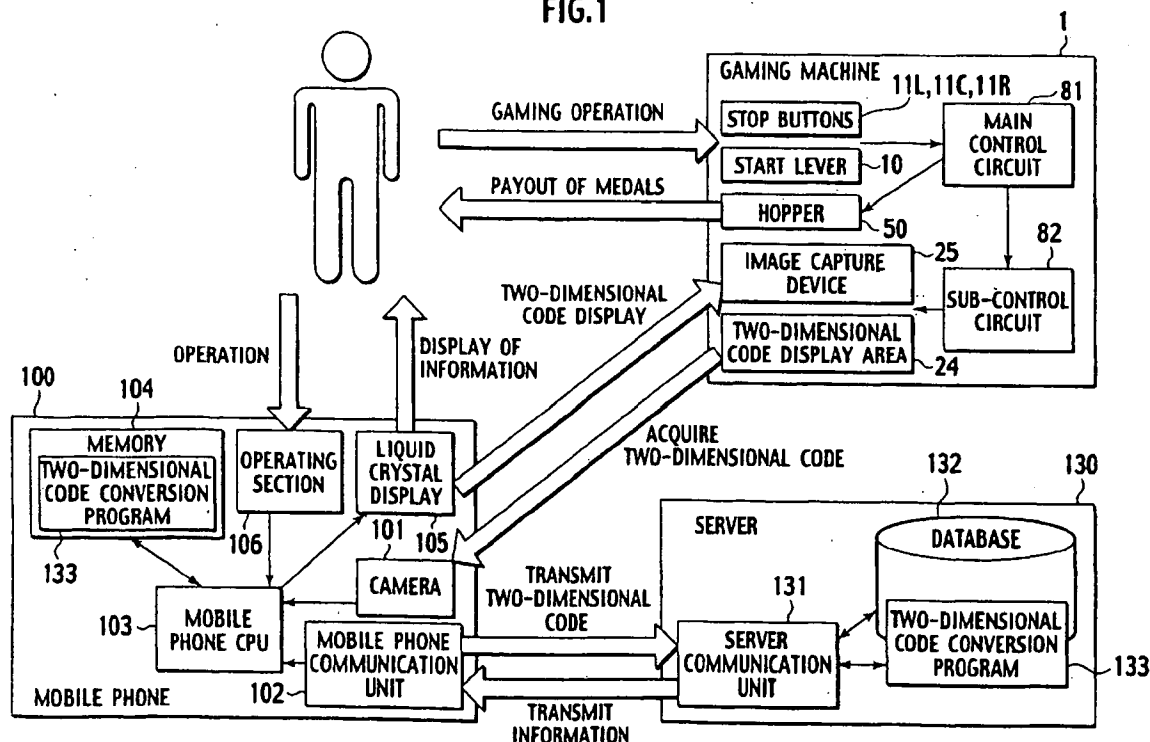 FIG.1
1
GAMING MACHINE
11L,11C,11R
81
STOP BUTTONS
MAIN
CONTROL
CIRCUIT
GAMING OPERATION
START LEVER
10
PAYOUT OF MEDALS
HOPPER
50
25
82
IMAGE CAPTURE
DEVICE
SUB-CONTROL
CIRCUIT
TWO-DIMENSIONAL
CODE DISPLAY
TWO-DIMENSIONAL
CODE DISPLAY AREA
24
OPERATION
DISPLAY OF
INFORMATION
ACQUIRE
TWO-DIMENSIONAL CODE
100
104
MEMORY
TWO-DIMENSIONAL
CODE CONVERSION
PROGRAM
133
OPERATING
SECTION
106
LIQUID
CRYSTAL
DISPLAY
105
101
CAMERA
103
MOBILE
PHONE CPU
MOBILE PHONE
COMMUNICATION
UNIT
102
MOBILE PHONE
TRANSMIT
TWO-DIMENSIONAL
CODE
TRANSMIT
INFORMATION
130
SERVER
132
DATABASE
131
SERVER
COMMUNICATION
UNIT
TWO-DIMENSIONAL
CODE CONVERSION
PROGRAM
133